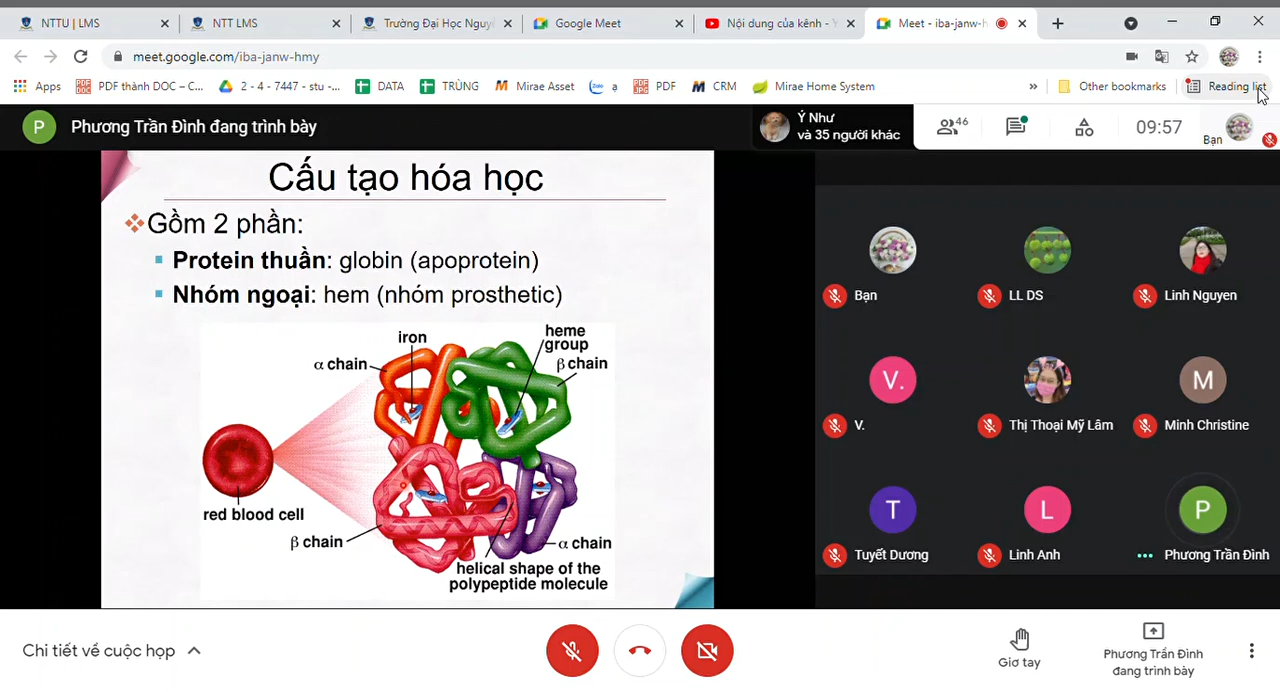 NTTU | LMS
NTT LMS
Trường Đại Học Nguy
Google Meet
Nội dung của kênh - Y
Meet - iba-janw-h
meet.google.com/iba-janw-hmy
Apps
PDF thành DOC – C...
2 - 4 - 7447 - stu -...
DATA
TRÙNG
Mirae Asset
Zalo
ạ
PDF
CRM
Mirae Home System
»
Other bookmarks
Reading list
P
Phương Trần Đình đang trình bày
Ý Như
và 35 người khác
46
09:57
Bạn
Cấu tạo hóa học
Gồm 2 phần:
Protein thuần: globin (apoprotein)
Nhóm ngoại: hem (nhóm prosthetic)
iron
heme
group
α chain
β chain
red blood cell
β chain
α chain
helical shape of the
polypeptide molecule
Bạn
LL DS
Linh Nguyen
V.
V.
Thị Thoại Mỹ Lâm
M
Minh Christine
T
Tuyết Dương
L
Linh Anh
P
Phương Trần Đình
Chi tiết về cuộc họp
Giơ tay
Phương Trần Đình
đang trình bày